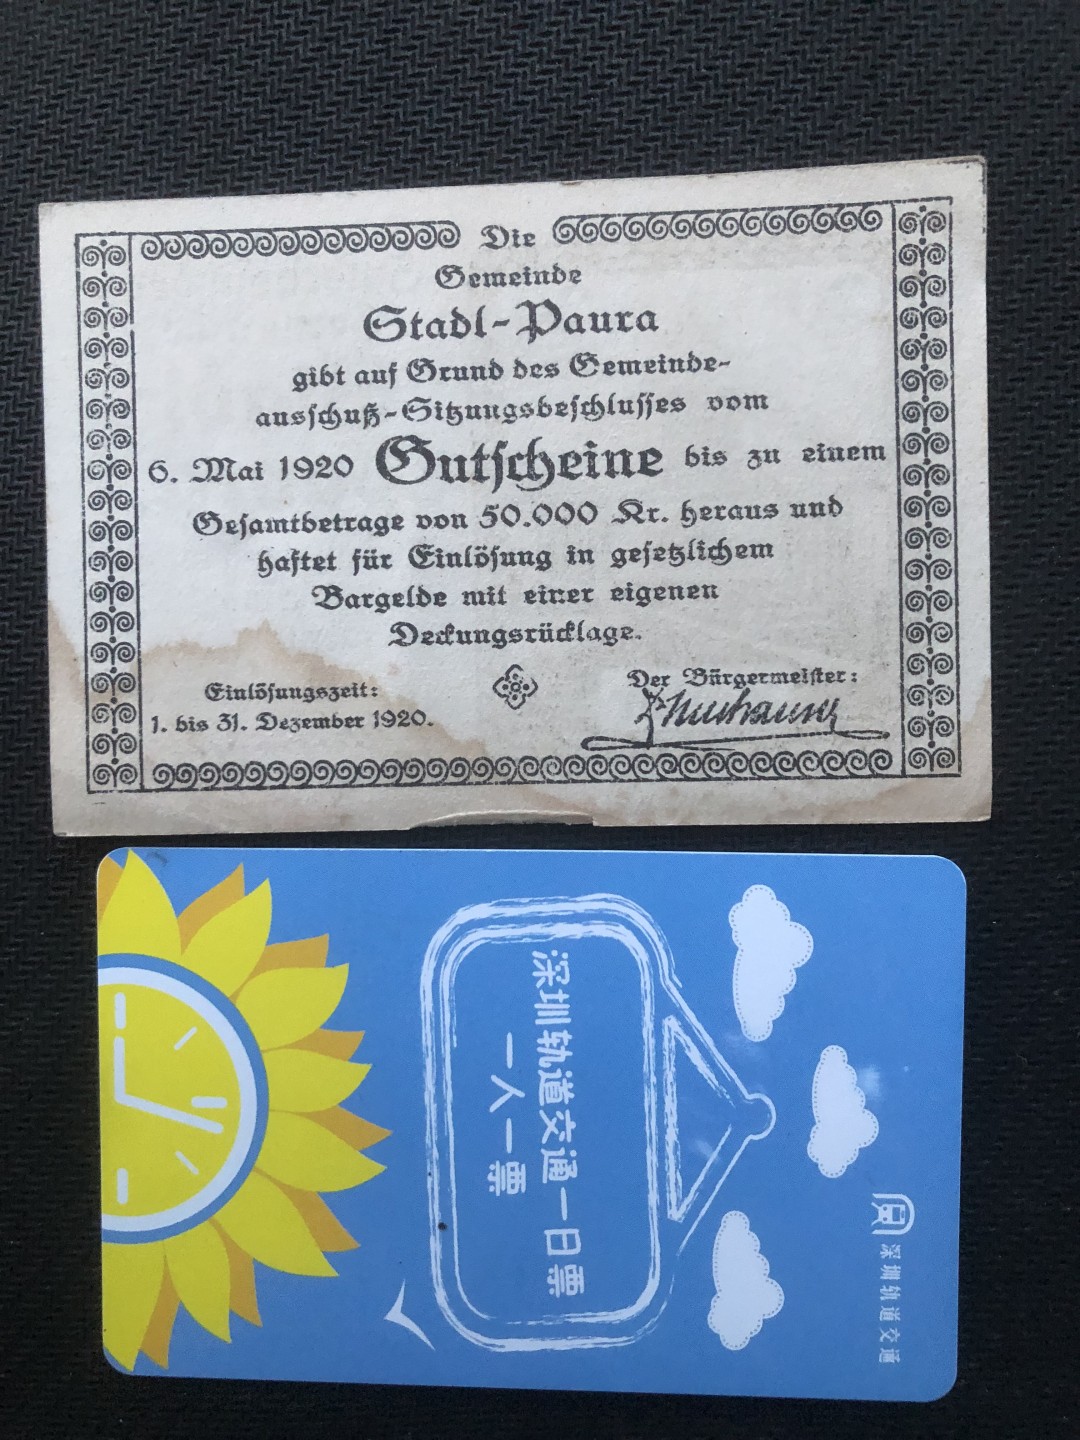 Die
Gemeinde
Stadl-Paura
gibt auf Grund des Gemeinde-
ausschuß-Sitzungsbeschlusses vom
6. Mai 1920 Gutscheine bis zu einem
Gesamtbetrage von 50.000 Kr. heraus und
haftet für Einlösung in gesetzlichem
Bargelde mit einer eigenen
Deckungsrücklage.
Einlösungszeit:
1. bis 31. Dezember 1920.
Der Bürgermeister:
深圳轨道交通
深圳轨道交通一日票
一人一票